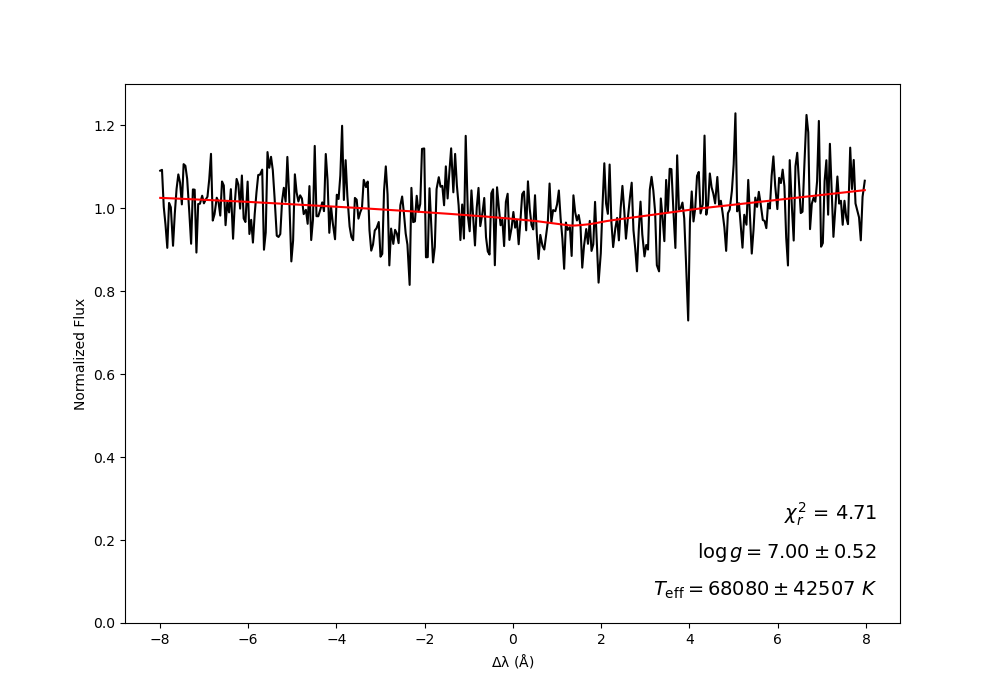 1.2
1.0
0.8
0.6
0.4
0.2
0.0
Normalized Flux
χ²ᵣ = 4.71
log g = 7.00 ± 0.52
T_eff = 68080 ± 42507 K
−8 −6 −4 −2 0 2 4 6 8
Δλ (Å)